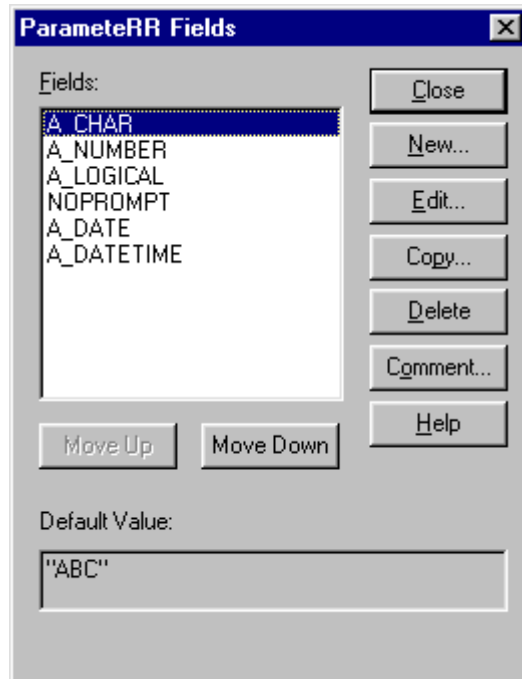 ParameteRR Fields
Fields:
A_CHAR
A_NUMBER
A_LOGICAL
NOPROMPT
A_DATE
A_DATETIME
Close
New...
Edit...
Copy...
Delete
Comment...
Help
Move Up
Move Down
Default Value:
"ABC"